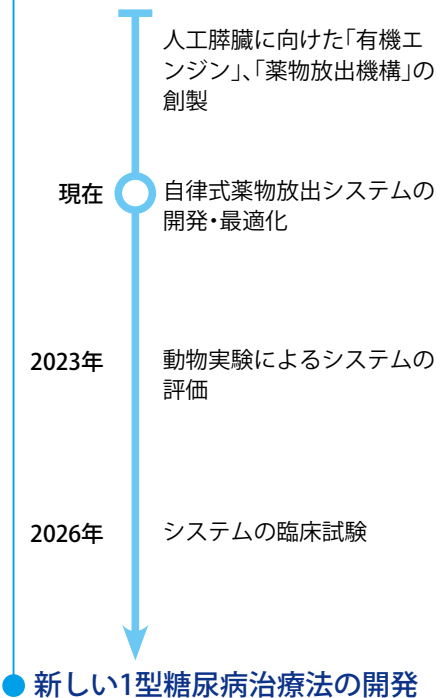 人工膵臓に向けた「有機エ
ンジン」、「薬物放出機構」の
創製
現在
自律式薬物放出システムの
開発・最適化
2023年
動物実験によるシステムの
評価
2026年
システムの臨床試験
新しい1型糖尿病治療法の開発